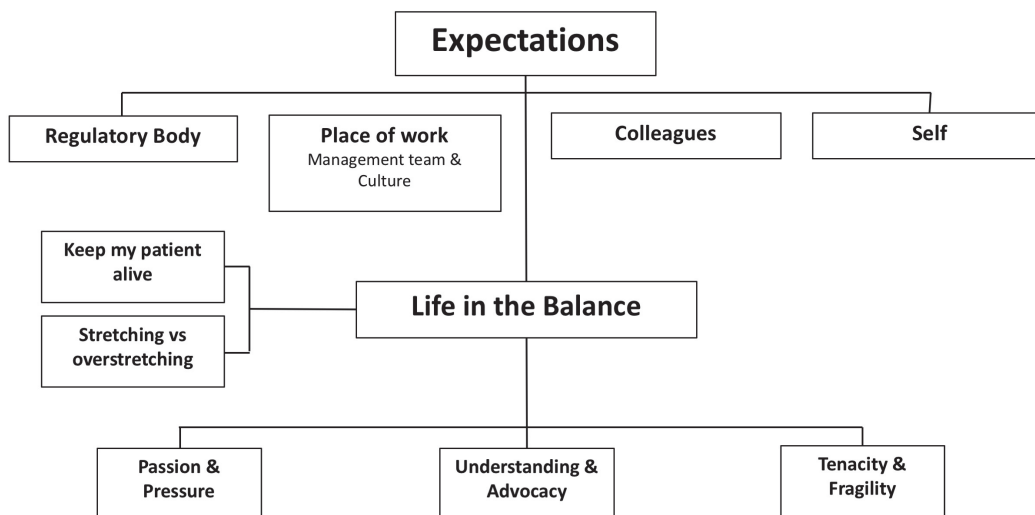 Expectations
Regulatory Body
Place of work
Management team &
Culture
Colleagues
Self
Keep my patient
alive
Stretching vs
overstretching
Life in the Balance
Passion &
Pressure
Understanding &
Advocacy
Tenacity &
Fragility